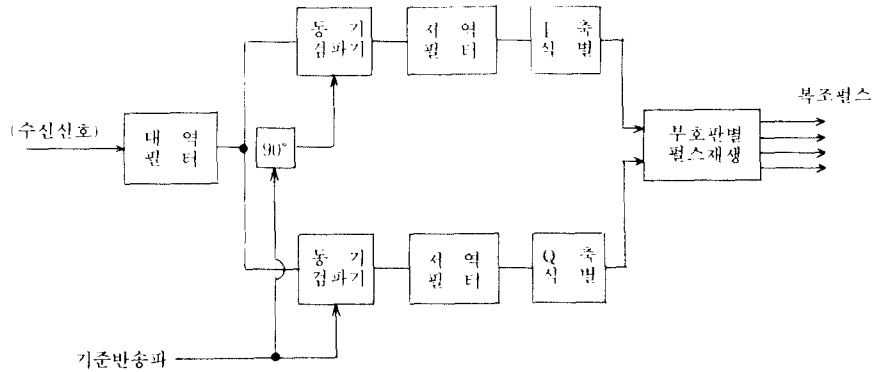 동 기
검파기
저 역
필 터
I 축
식 별
복조펄스
(수신신호)
대 역
필 터
90°
부호판별
펄스재생
동 기
검파기
저 역
필 터
Q 축
식 별
기준반송파